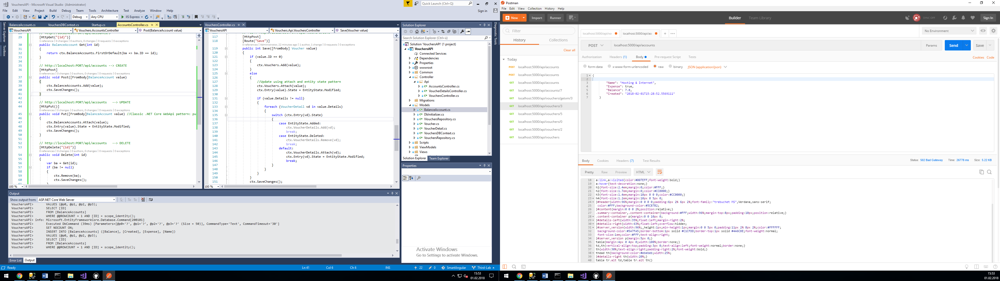 VouchersAPI - Microsoft Visual Studio (Administrator)
Quick Launch (Ctrl+Q)
File Edit View Project Build Debug Team Tools Architecture Test Analyze Window Help
Sign in
Debug Any CPU IIS Express
Server Explorer
Toolbox
BalanceAccount.cs VouchersDBContext.cs Startup.cs AccountsController.cs
VouchersAPI Vouchers.AccountsController Post(BalanceAccount value)
29 [HttpGet("{id}")]
1 reference | 0 changes | 0 authors, 0 changes | 0 requests | 0 exceptions
30 public BalanceAccount Get(int id)
31 {
32 return ctx.BalanceAccounts.FirstOrDefault(ba => ba.ID == id);
33 }
34
35 // http://localhost:PORT/api/accounts --> CREATE
36 [HttpPost]
0 references | 0 changes | 0 authors, 0 changes | 0 requests | 0 exceptions
37 public void Post([FromBody]BalanceAccount value)
38 {
39 ctx.BalanceAccounts.Add(value);
40 ctx.SaveChanges();
41 }
42
43 // http://localhost:PORT/api/accounts --> UPDATE
44 [HttpPut()]
0 references | 0 changes | 0 authors, 0 changes | 0 requests | 0 exceptions
45 public void Put([FromBody]BalanceAccount value) //Classic .NET Core WebApi pattern: pu
46 {
47 ctx.BalanceAccounts.Attach(value);
48 ctx.Entry(value).State = EntityState.Modified;
49 ctx.SaveChanges();
50 }
51
52 // http://localhost:PORT/api/accounts --> DELETE
53 [HttpDelete("{id}")]
0 references | 0 changes | 0 authors, 0 changes | 0 requests | 0 exceptions
54 public void Delete(int id)
55 {
56 var ba = Get(id);
57 if (ba != null)
58 {
59 ctx.Remove(ba);
60 ctx.SaveChanges();
100 %
VouchersController.cs
VouchersAPI Vouchers.Api.VouchersController Save(Voucher value)
117 [HttpPost]
118 [Route("Save")]
0 references | Administrator, 22 minutes ago | 1 author, 1 change | 0 requests | 0 exceptions
119 public int Save([FromBody] Voucher value)
120 {
121 if (value.ID == 0)
122 {
123 ctx.Vouchers.Add(value);
124 }
125 else
126 {
127 //Update using attach and entity state pattern
128 ctx.Vouchers.Attach(value);
129 ctx.Entry(value).State = EntityState.Modified;
130
131 if (value.Details != null)
132 {
133 foreach (VoucherDetail vd in value.Details)
134 {
135 switch (ctx.Entry(vd).State)
136 {
137 case EntityState.Added:
138 ctx.VoucherDetails.Add(vd);
139 break;
140 case EntityState.Deleted:
141 ctx.VoucherDetails.Remove(vd);
142 break;
143 default:
144 ctx.VoucherDetails.Attach(vd);
145 ctx.Entry(vd).State = EntityState.Modified;
146 break;
147 }
148 }
149 }
150 }
151 ctx.SaveChanges();
100 %
Solution Explorer
Search Solution Explorer (Ctrl+ü)
Solution 'VouchersAPI' (1 project)
VouchersAPI
Connected Services
Dependencies
Properties
wwwroot
Common
Controller
Api
AccountsController.cs
VoucherDetailsController.cs
VouchersController.cs
Migrations
Models
BalanceAccount.cs
DbInitializer.cs
IVouchersRepository.cs
Voucher.cs
VoucherDetail.cs
VouchersDBContext.cs
VouchersRepository.cs
Scripts
ViewModels
Views
Solution Explorer Team Explorer
Diagnostic Tools
Properties
Activate Windows
Go to Settings to activate Windows.
Output
Show output from: ASP.NET Core Web Server
VouchersAPI> VALUES (@p0, @p1, @p2, @p3);
VouchersAPI> SELECT [ID]
VouchersAPI> FROM [BalanceAccounts]
VouchersAPI> WHERE @@ROWCOUNT = 1 AND [ID] = scope_identity();
VouchersAPI> info: Microsoft.EntityFrameworkCore.Database.Command[200101]
VouchersAPI> Executed DbCommand (39ms) [Parameters=[@p0='?', @p1='?', @p2='?', @p3='?' (Size = 50)], CommandType='Text', CommandTimeout='30']
VouchersAPI> SET NOCOUNT ON;
VouchersAPI> INSERT INTO [BalanceAccounts] ([Balance], [Created], [Expense], [Name])
VouchersAPI> VALUES (@p0, @p1, @p2, @p3);
VouchersAPI> SELECT [ID]
VouchersAPI> FROM [BalanceAccounts]
VouchersAPI> WHERE @@ROWCOUNT = 1 AND [ID] = scope_identity();
Error List Output
Ready Ln 41 Col 6 Ch 6 INS 22 0 SmartAngular Third-Lab
15:53
01.02.2018
Postman
File Edit View Collection History Help
New Import Runner Builder Team Library SYNC OFF Sign In
Filter
History Collections
Clear all
Today
POST localhost:5000/api/accounts
POST localhost:5000/api/accounts
GET localhost:5000/api/accounts
GET localhost:5000/api/accounts/7
GET localhost:5000/api/vouchers/getvm/3
GET localhost:5000/api/vouchers/3
GET localhost:5000/api/vouchers/5
GET localhost:5000/api/vouchers/0
GET localhost:5000/api/vouchers/2
GET localhost:5000/api/vouchers
localhost:5000/api/vo localhost:5000/api/ac
No Environment
POST localhost:5000/api/accounts Params Send Save
Authorization Headers (1) Body Pre-request Script Tests Cookies Code
form-data x-www-form-urlencoded raw binary JSON (application/json)
1 {
2
3 "Name": "Hosting & Internet",
4 "Expense": true,
5 "Balance": 7.8,
6 "Created": "2018-02-01T15:28:52.5569111"
7 }
Body Cookies Headers (7) Test Results Status: 502 Bad Gateway Time: 26778 ms Size: 5.22 KB
Pretty Raw Preview HTML
18 a:link,a:visited{color:#007EFF;font-weight:bold;}
19 a:hover{text-decoration:none;}
20 h1{font-size:2.4em;margin:0;color:#FFF;}
21 h2{font-size:1.7em;margin:0;color:#CC0000;}
22 h3{font-size:1.4em;margin:10px 0 0 0;color:#CC0000;}
23 h4{font-size:1.2em;margin:10px 0 5px 0;
24 }#header{width:96%;margin:0 0 0 0;padding:6px 2% 6px 2%;font-family:"trebuchet MS",Verdana,sans-serif;
25 color:#FFF;background-color:#5C87B2;
26 }#content{margin:0 0 0 2%;position:relative;}
27 .summary-container,.content-container{background:#FFF;width:96%;margin-top:8px;padding:10px;position:relative;}
28 .content-container p{margin:0 0 10px 0;
29 }#details-left{width:35%;float:left;margin-right:2%;
30 }#details-right{width:63%;float:left;overflow:hidden;
31 }#server_version{width:96%;_height:1px;min-height:1px;margin:0 0 5px 0;padding:11px 2% 8px 2%;color:#FFFFFF;
32 background-color:#5A7FA5;border-bottom:1px solid #C1CFDD;border-top:1px solid #4A6C8E;font-weight:normal;
33 font-size:1em;color:#FFF;text-align:right;
34 }#server_version p{margin:5px 0;}
35 table{margin:4px 0 4px 0;width:100%;border:none;}
36 td,th{vertical-align:top;padding:3px 0;text-align:left;font-weight:normal;border:none;}
37 th{width:30%;text-align:right;padding-right:2%;font-weight:bold;}
38 thead th{background-color:#ebebeb;width:25%;
39 }#details-right th{width:20%;}
40 table tr.alt td,table tr.alt th{}
15:53
01.02.2018